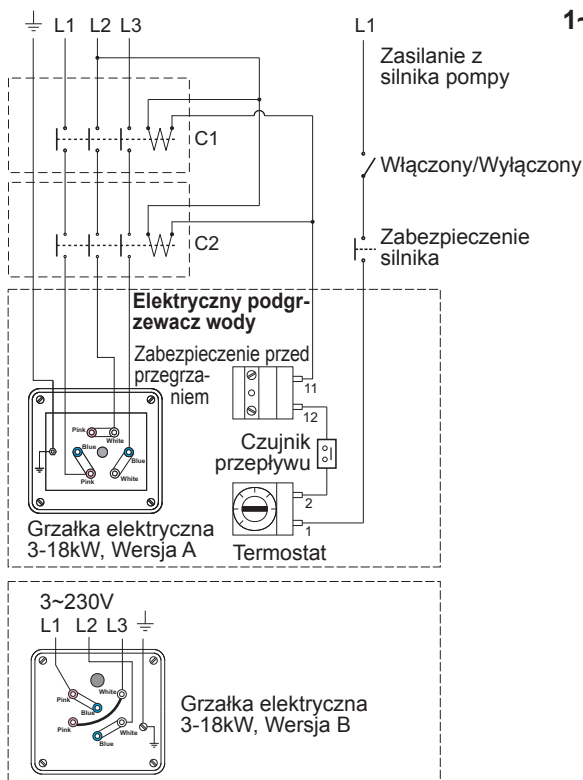 L1 L2 L3
L1
1~
Zasilanie z
silnika pompy
C1
Włączony/Wyłączony
C2
Zabezpieczenie
silnika
Elektryczny podgr-
zewacz wody
Zabezpieczenie przed
przegrza-
niem
11
12
Pink
White
Blue
Blue
Pink
White
Czujnik
przepływu
2
1
Grzałka elektryczna
3-18kW, Wersja A
Termostat
3~230V
L1 L2 L3
Pink
White
Blue
Pink
White
Blue
Grzałka elektryczna
3-18kW, Wersja B